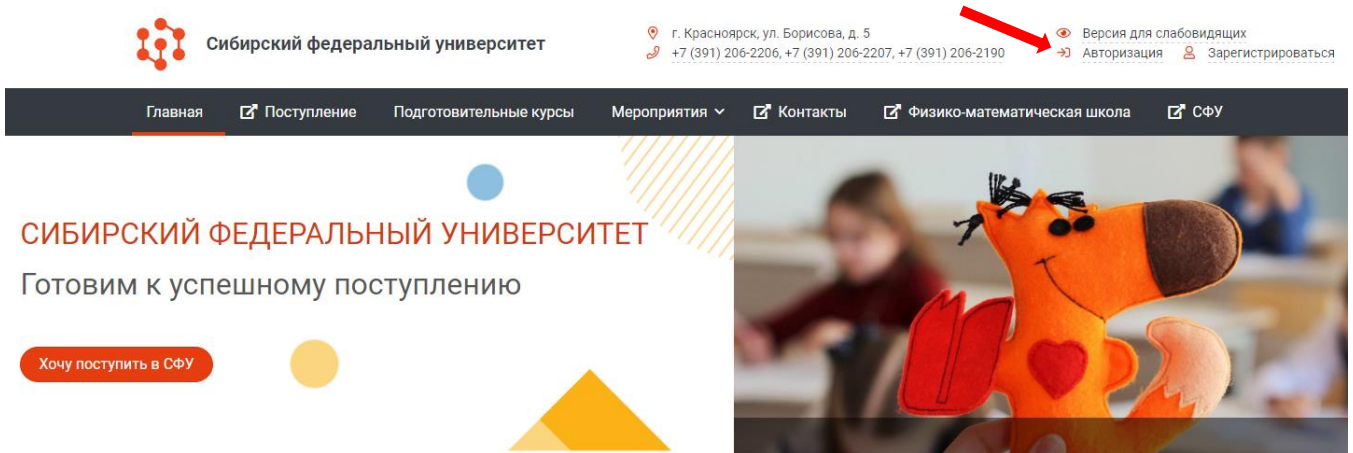 Сибирский федеральный университет
г. Красноярск, ул. Борисова, д. 5
+7 (391) 206-2206, +7 (391) 206-2207, +7 (391) 206-2190
Версия для слабовидящих
Авторизация Зарегистрироваться
Главная Поступление Подготовительные курсы Мероприятия Контакты Физико-математическая школа СФУ
СИБИРСКИЙ ФЕДЕРАЛЬНЫЙ УНИВЕРСИТЕТ
Готовим к успешному поступлению
Хочу поступить в СФУ